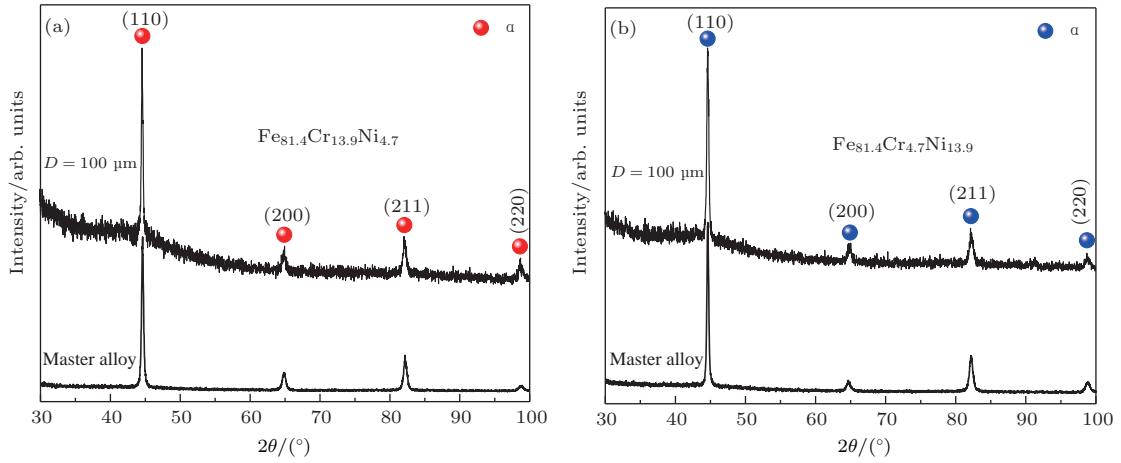 (a)
(110)
α
Intensity/arb. units
Fe81.4Cr13.9Ni4.7
D = 100 μm
(200)
(211)
(220)
Master alloy
30 40 50 60 70 80 90 100
2θ/(°)
(b)
(110)
α
Intensity/arb. units
Fe81.4Cr4.7Ni13.9
D = 100 μm
(200)
(211)
(220)
Master alloy
30 40 50 60 70 80 90 100
2θ/(°)